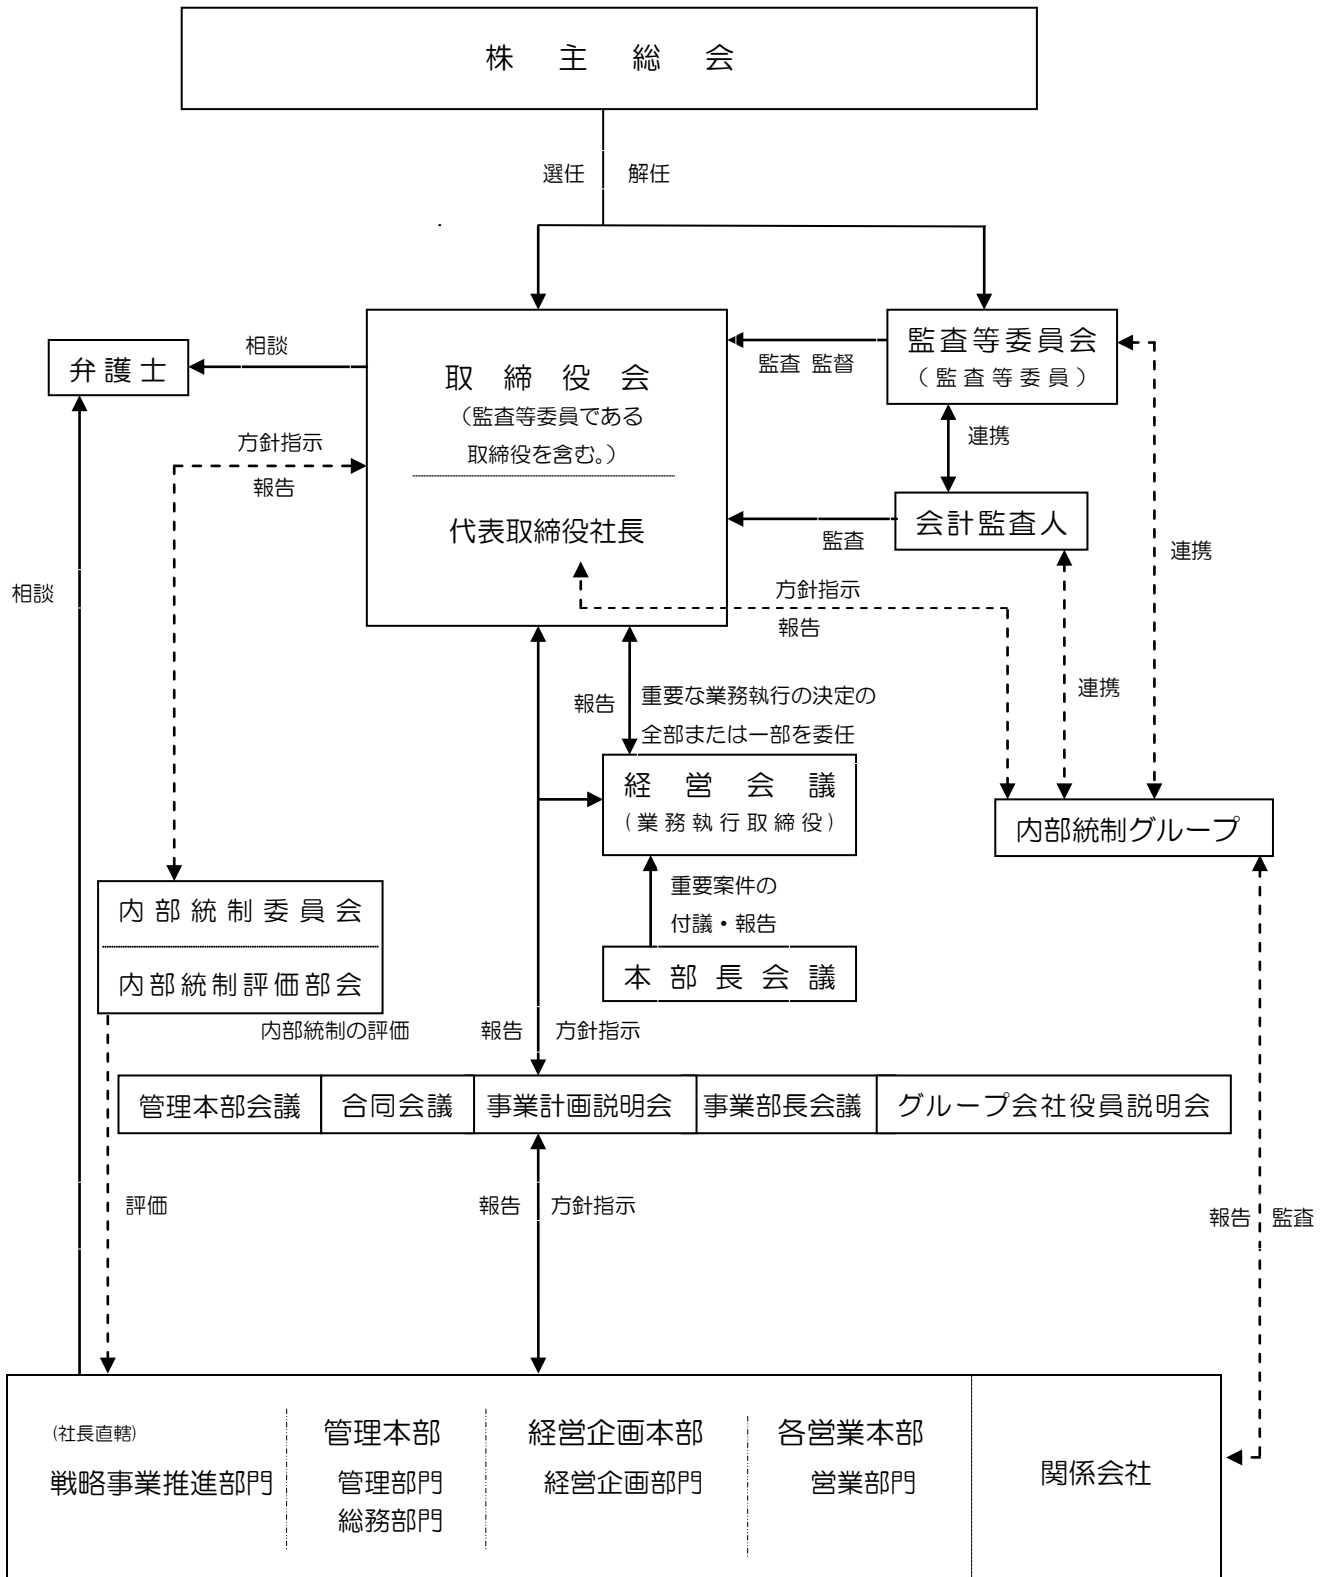 株主総会
選任 解任
弁護士
相談
取締役会
(監査等委員である
取締役を含む。)
代表取締役社長
監査 監督
監査等委員会
(監査等委員)
連携
方針指示
報告
会計監査人
監査
連携
相談
方針指示
報告
連携
報告
重要な業務執行の決定の
全部または一部を委任
経営会議
(業務執行取締役)
内部統制グループ
重要案件の
付議・報告
本部長会議
内部統制委員会
内部統制評価部会
内部統制の評価
報告 方針指示
管理本部会議 合同会議 事業計画説明会 事業部長会議 グループ会社役員説明会
評価
報告 方針指示
報告 監査
(社長直轄)
戦略事業推進部門
管理本部
管理部門
総務部門
経営企画本部
経営企画部門
各営業本部
営業部門
関係会社